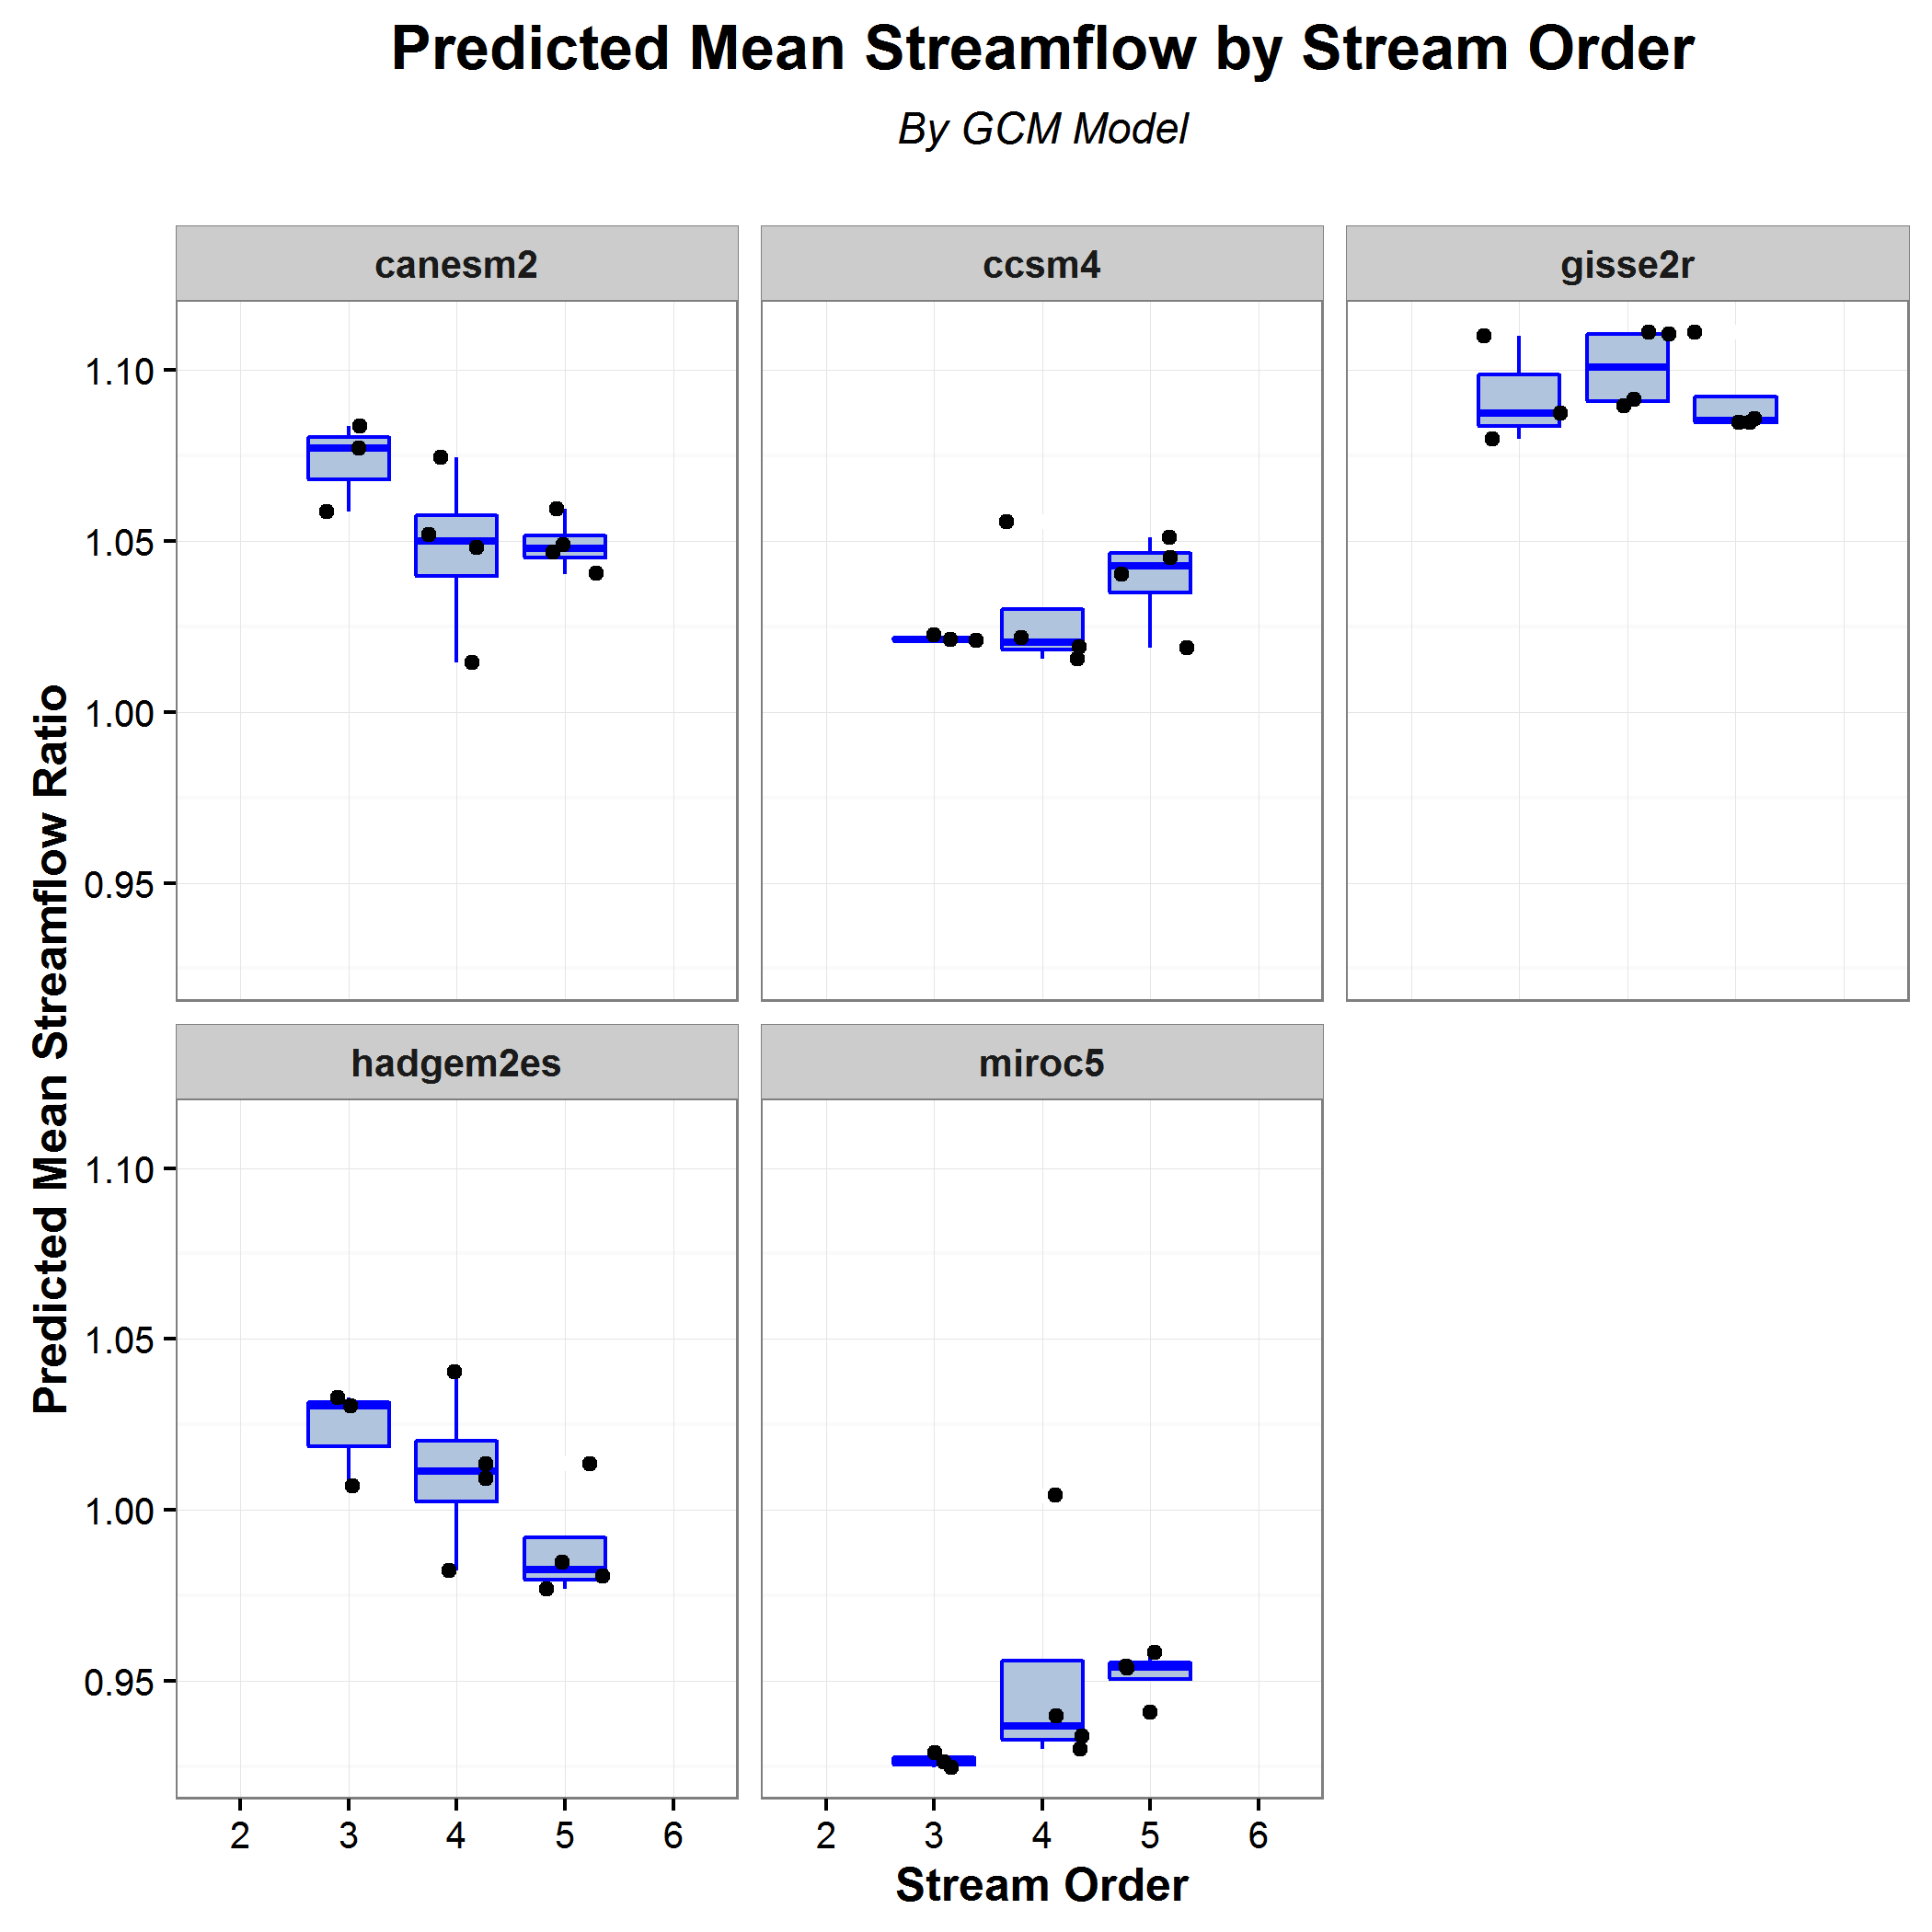 Predicted Mean Streamflow by Stream Order
By GCM Model
canesm2
ccsm4
gisse2r
1.10
1.05
1.00
0.95
Predicted Mean Streamflow Ratio
hadgem2es
miroc5
1.10
1.05
1.00
0.95
2 3 4 5 6
2 3 4 5 6
Stream Order